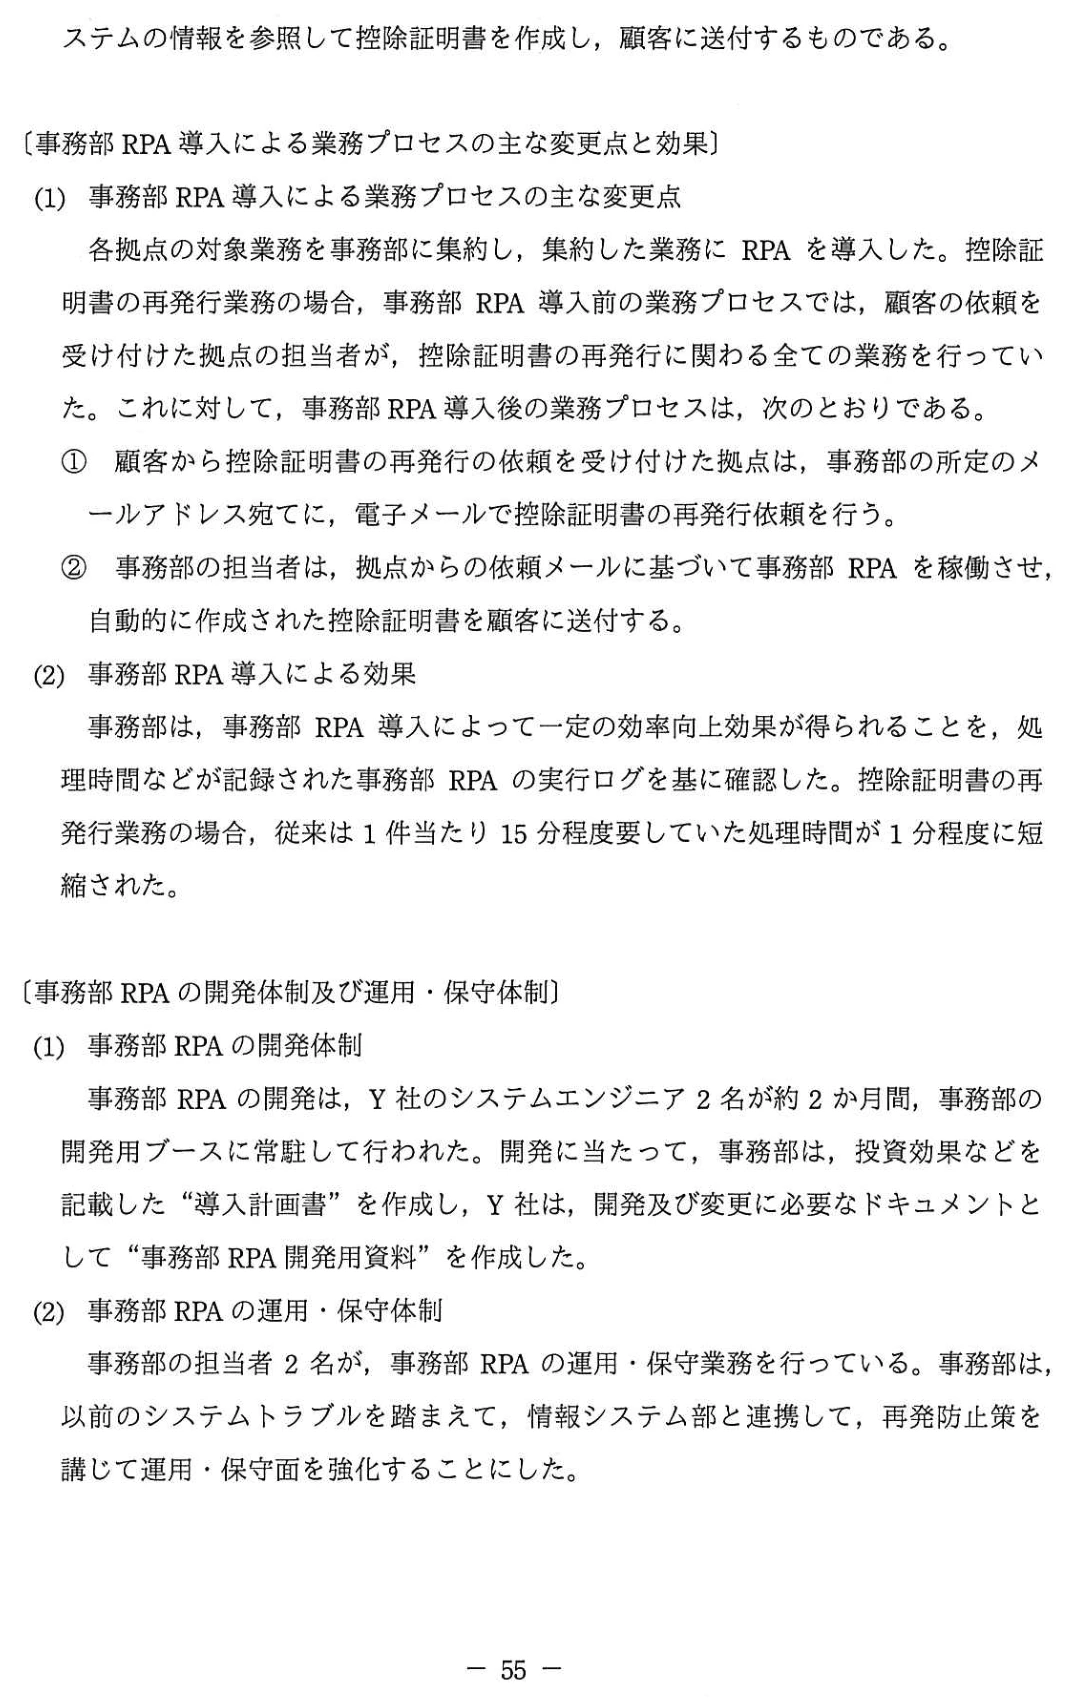 ステムの情報を参照して控除証明書を作成し，顧客に送付するものである。
〔事務部 RPA 導入による業務プロセスの主な変更点と効果〕
(1) 事務部 RPA 導入による業務プロセスの主な変更点
各拠点の対象業務を事務部に集約し，集約した業務に RPA を導入した。控除証
明書の再発行業務の場合，事務部 RPA 導入前の業務プロセスでは，顧客の依頼を
受け付けた拠点の担当者が，控除証明書の再発行に関わる全ての業務を行ってい
た。これに対して，事務部 RPA 導入後の業務プロセスは，次のとおりである。
① 顧客から控除証明書の再発行の依頼を受け付けた拠点は，事務部の所定のメ
ールアドレス宛てに，電子メールで控除証明書の再発行依頼を行う。
② 事務部の担当者は，拠点からの依頼メールに基づいて事務部 RPA を稼働させ，
自動的に作成された控除証明書を顧客に送付する。
(2) 事務部 RPA 導入による効果
事務部は，事務部 RPA 導入によって一定の効率向上効果が得られることを，処
理時間などが記録された事務部 RPA の実行ログを基に確認した。控除証明書の再
発行業務の場合，従来は 1 件当たり 15 分程度要していた処理時間が 1 分程度に短
縮された。
〔事務部 RPA の開発体制及び運用・保守体制〕
(1) 事務部 RPA の開発体制
事務部 RPA の開発は，Y 社のシステムエンジニア 2 名が約 2 か月間，事務部の
開発用ブースに常駐して行われた。開発に当たって，事務部は，投資効果などを
記載した“導入計画書”を作成し，Y 社は，開発及び変更に必要なドキュメントと
して“事務部 RPA 開発用資料”を作成した。
(2) 事務部 RPA の運用・保守体制
事務部の担当者 2 名が，事務部 RPA の運用・保守業務を行っている。事務部は，
以前のシステムトラブルを踏まえて，情報システム部と連携して，再発防止策を
講じて運用・保守面を強化することにした。
－ 55 －